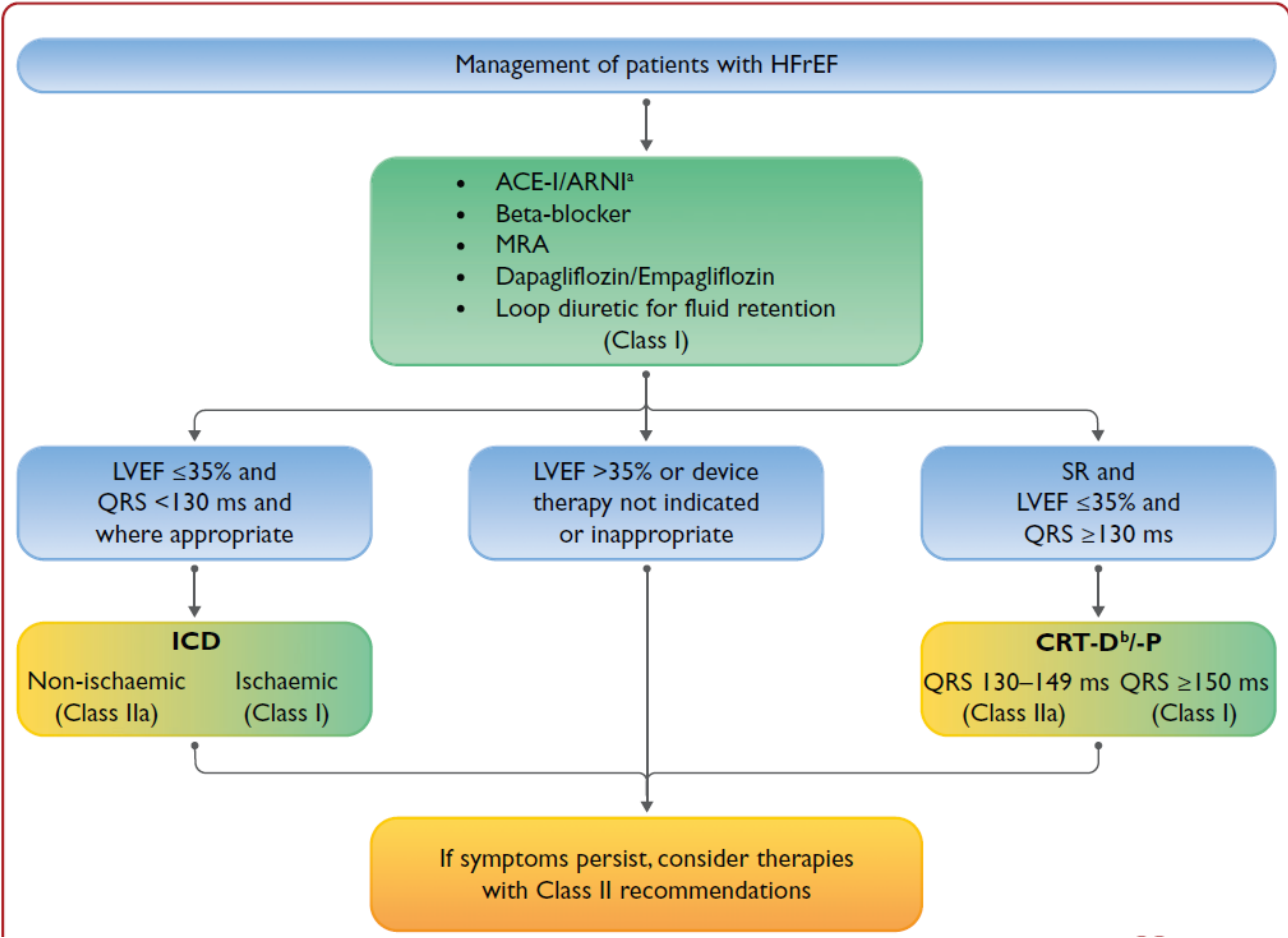 Management of patients with HFrEF
• ACE-I/ARNIᵃ
• Beta-blocker
• MRA
• Dapagliflozin/Empagliflozin
• Loop diuretic for fluid retention
(Class I)
LVEF ≤35% and
QRS <130 ms and
where appropriate
LVEF >35% or device
therapy not indicated
or inappropriate
SR and
LVEF ≤35% and
QRS ≥130 ms
ICD
Non-ischaemic
(Class IIa)
Ischaemic
(Class I)
CRT-Dᵇ/-P
QRS 130–149 ms
(Class IIa)
QRS ≥150 ms
(Class I)
If symptoms persist, consider therapies
with Class II recommendations